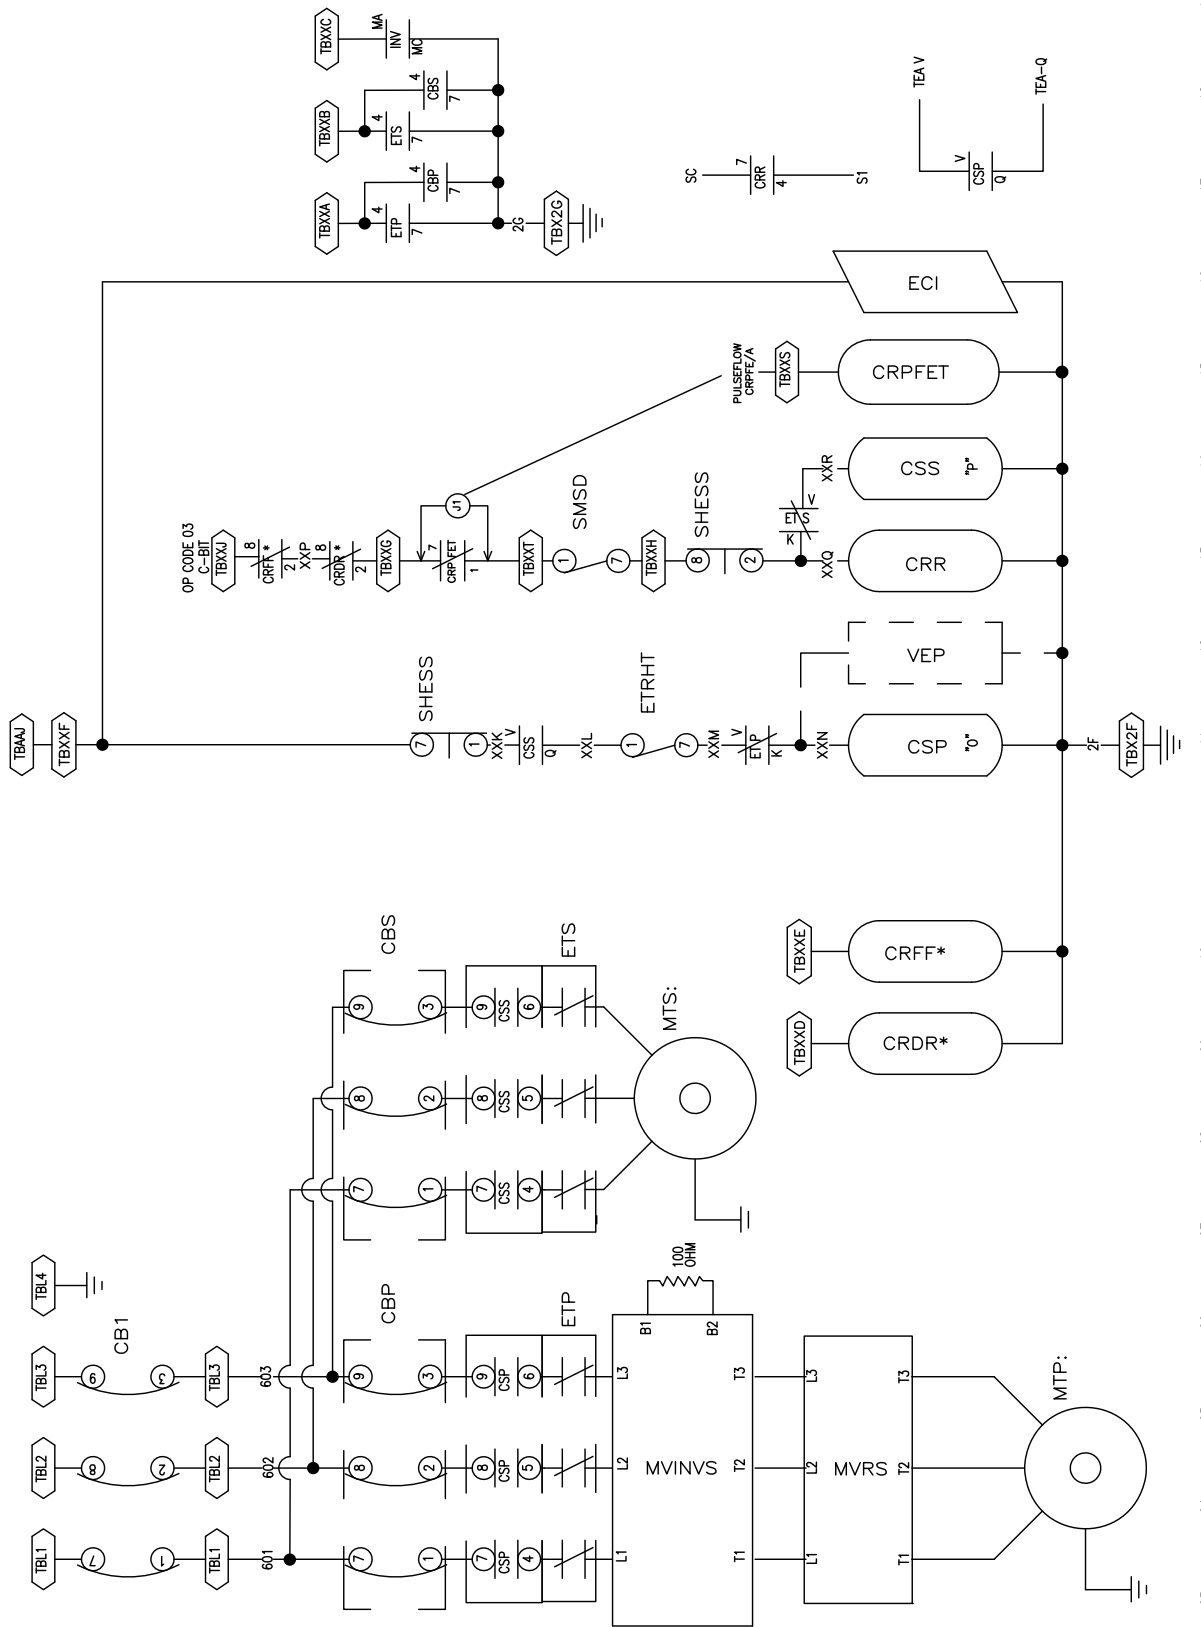 TBL1
TBL2
TBL3
TBL4
7
8
9
CB1
1
2
3
TBL1
TBL2
TBL3
601
602
603
7
8
9
CBP
1
2
3
7
8
9
CSP
CSP
CSP
4
5
6
ETP
L1
L2
L3
B1
B2
100
OHM
MVINVS
T1
T2
T3
L1
L2
L3
MVRS
T1
T2
T3
MTP:
7
8
9
CBS
1
2
3
7
8
9
CSS
CSS
CSS
4
5
6
ETS
MTS:
TBXXD
CRDR*
TBXXE
CRFF*
TBAAJ
TBXXF
7
SHESS
1
XXK
V
CSS
Q
XXL
1
ETRHT
7
XXM
V
ETP
K
XXN
CSP
"O"
VEP
2F
TBX2F
OP CODE 03
C-BIT
TBXXJ
8
CRFF*
2
XXP
8
CRDR*
2
TBXXG
7
CRPFET
1
J1
TBXXT
1
SMSD
7
TBXXH
8
SHESS
2
K
ETS
V
XXQ
XXR
CRR
CSS
"P"
PULSEFLOW
CRPFE/A
TBXXS
CRPFET
ECI
TBXXA
4
ETP
7
4
CBP
7
TBXXB
4
ETS
7
4
CBS
7
TBXXC
MA
INV
MC
2G
TBX2G
SC
7
CRR
4
S1
TEA V
V
CSP
Q
TEA-Q